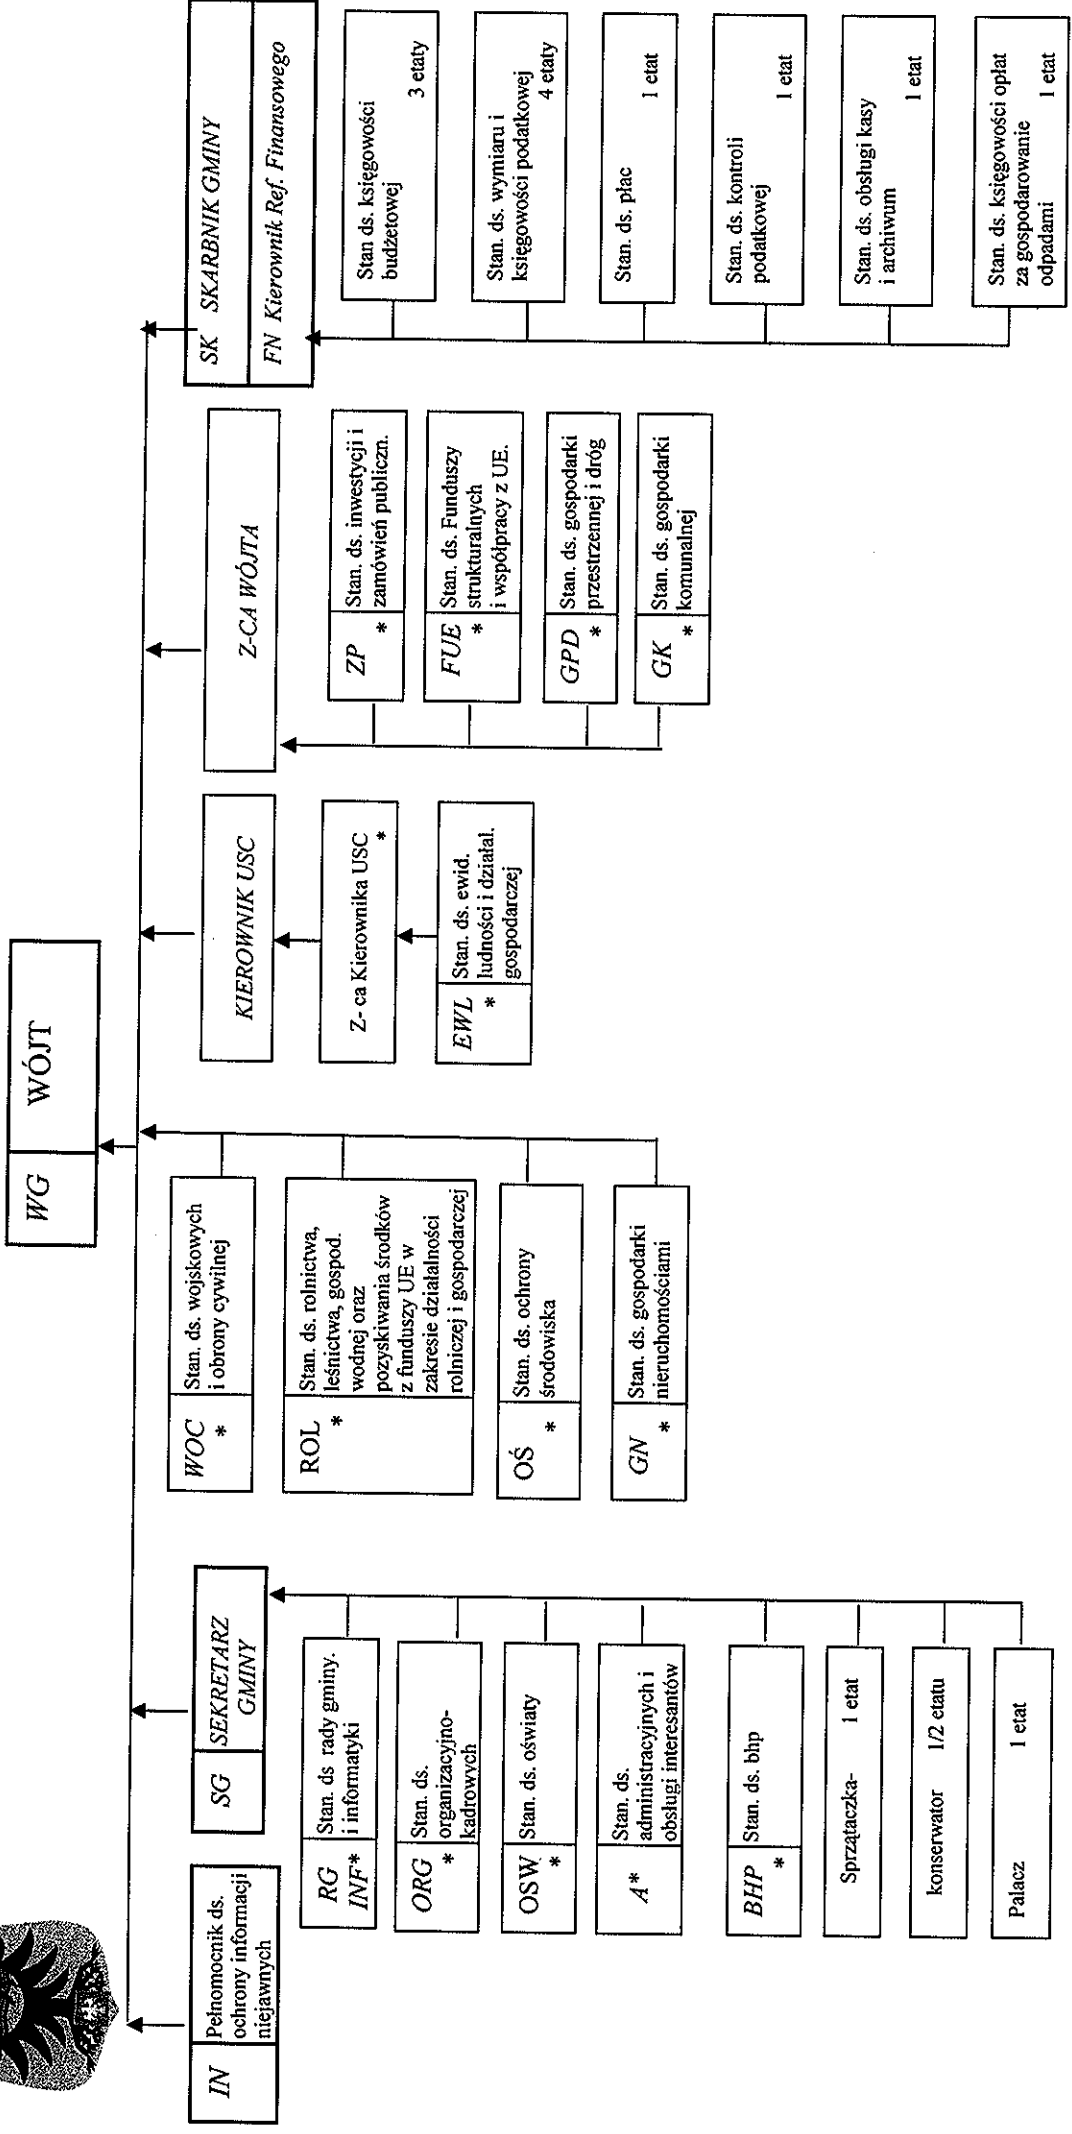 WG WÓJT
IN Pełnomocnik ds.
ochrony informacji
niejawnych
SG SEKRETARZ
GMINY
RG Stan. ds rady gminy.
INF* i informatyki
ORG Stan. ds.
* organizacyjno-
kadrowych
OSW Stan. ds. oświaty
*
A* Stan. ds.
administracyjnych i
obsługi interesantów
BHP Stan. ds. bhp
*
Sprzątaczka- 1 etat
konserwator 1/2 etatu
Palacz 1 etat
WOC Stan. ds. wojskowych
* i obrony cywilnej
ROL Stan. ds. rolnictwa,
* leśnictwa, gospod.
wodnej oraz
pozyskiwania środków
z funduszy UE w
zakresie działalności
rolniczej i gospodarczej
OŚ Stan. ds. ochrony
* środowiska
GN Stan. ds. gospodarki
* nieruchomościami
KIEROWNIK USC
Z- ca Kierownika USC
*
EWL Stan. ds. ewid.
* ludności i działal.
gospodarczej
Z-CA WÓJTA
ZP Stan. ds. inwestycji i
* zamówień publiczn.
FUE Stan. ds. Funduszy
* strukturalnych
i współpracy z UE.
GPD Stan. ds. gospodarki
* przestrzennej i dróg
GK Stan. ds. gospodarki
* komunalnej
SK SKARBNIK GMINY
FN Kierownik Ref. Finansowego
Stan ds. księgowości
budżetowej
3 etaty
Stan. ds. wymiaru i
księgowości podatkowej
4 etaty
Stan. ds. płac
1 etat
Stan. ds. kontroli
podatkowej
1 etat
Stan. ds. obsługi kasy
i archiwum
1 etat
Stan. ds. księgowości opłat
za gospodarowanie
odpadami 1 etat